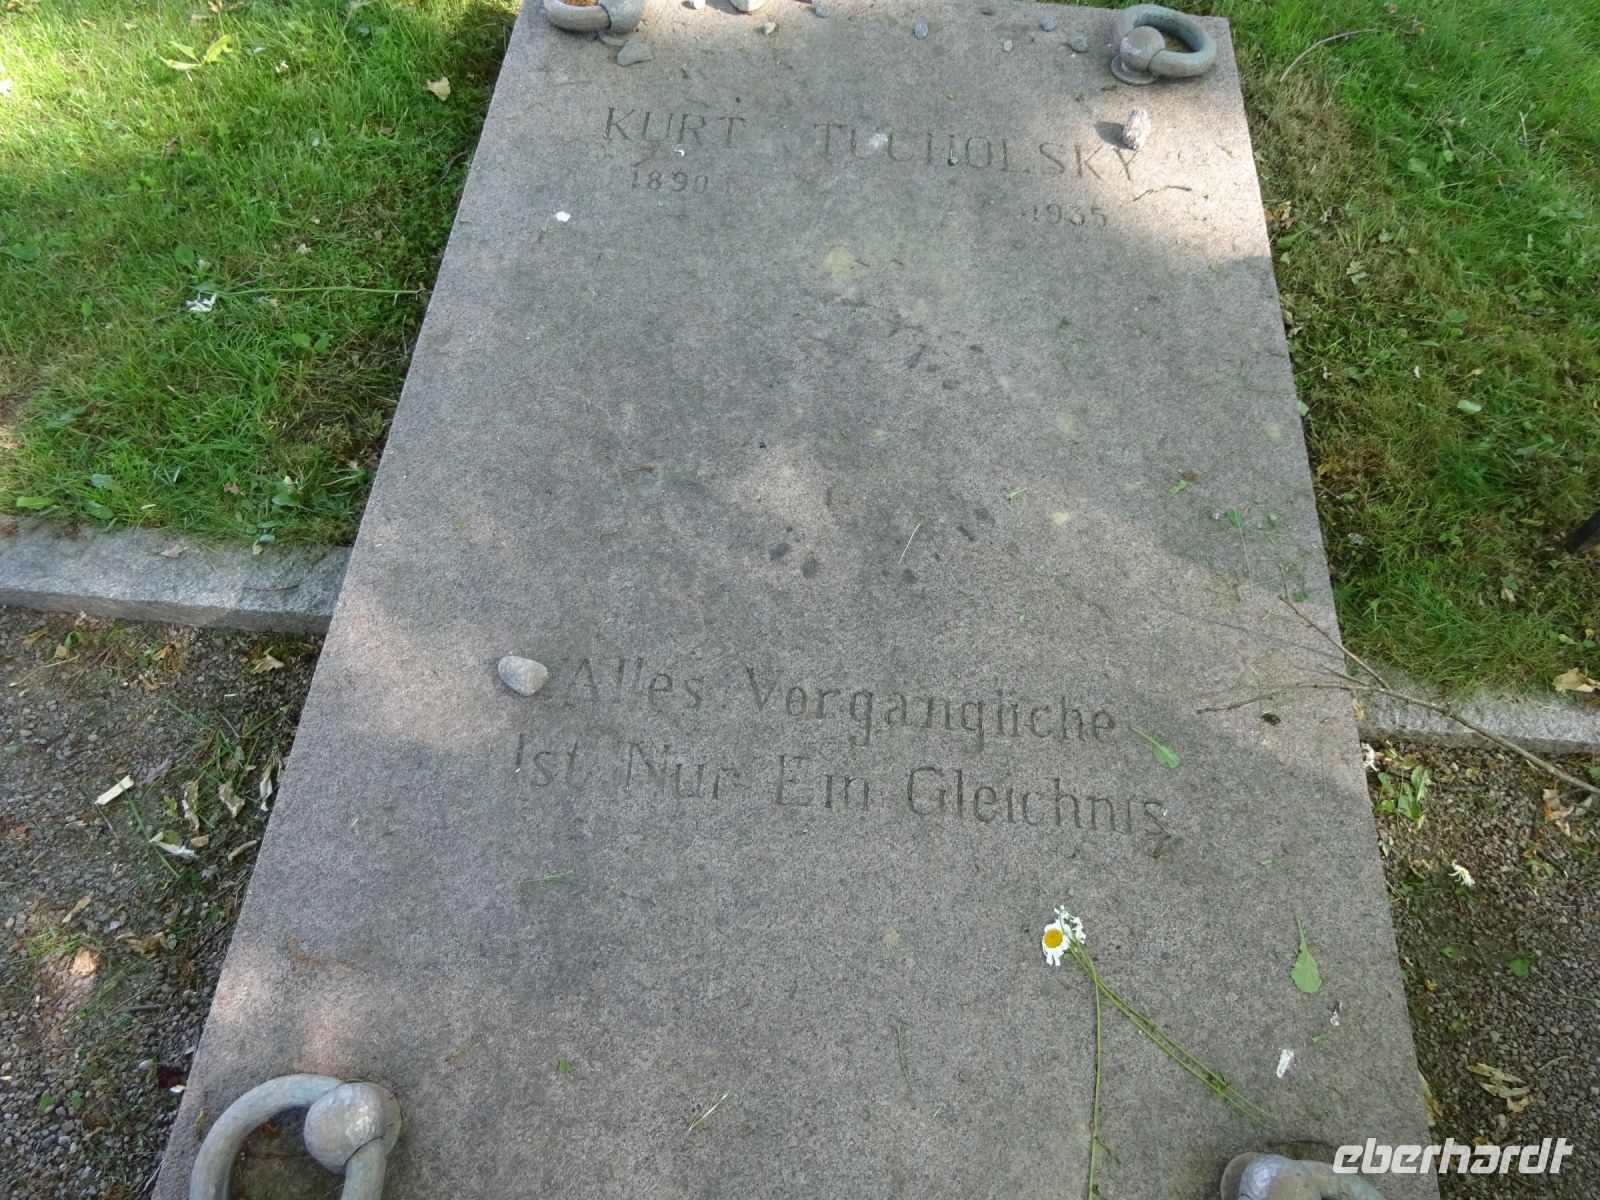 KURT TUCHOLSKY
1890 1935
Alles Vergängliche
Ist Nur Ein Gleichnis
eberhardt